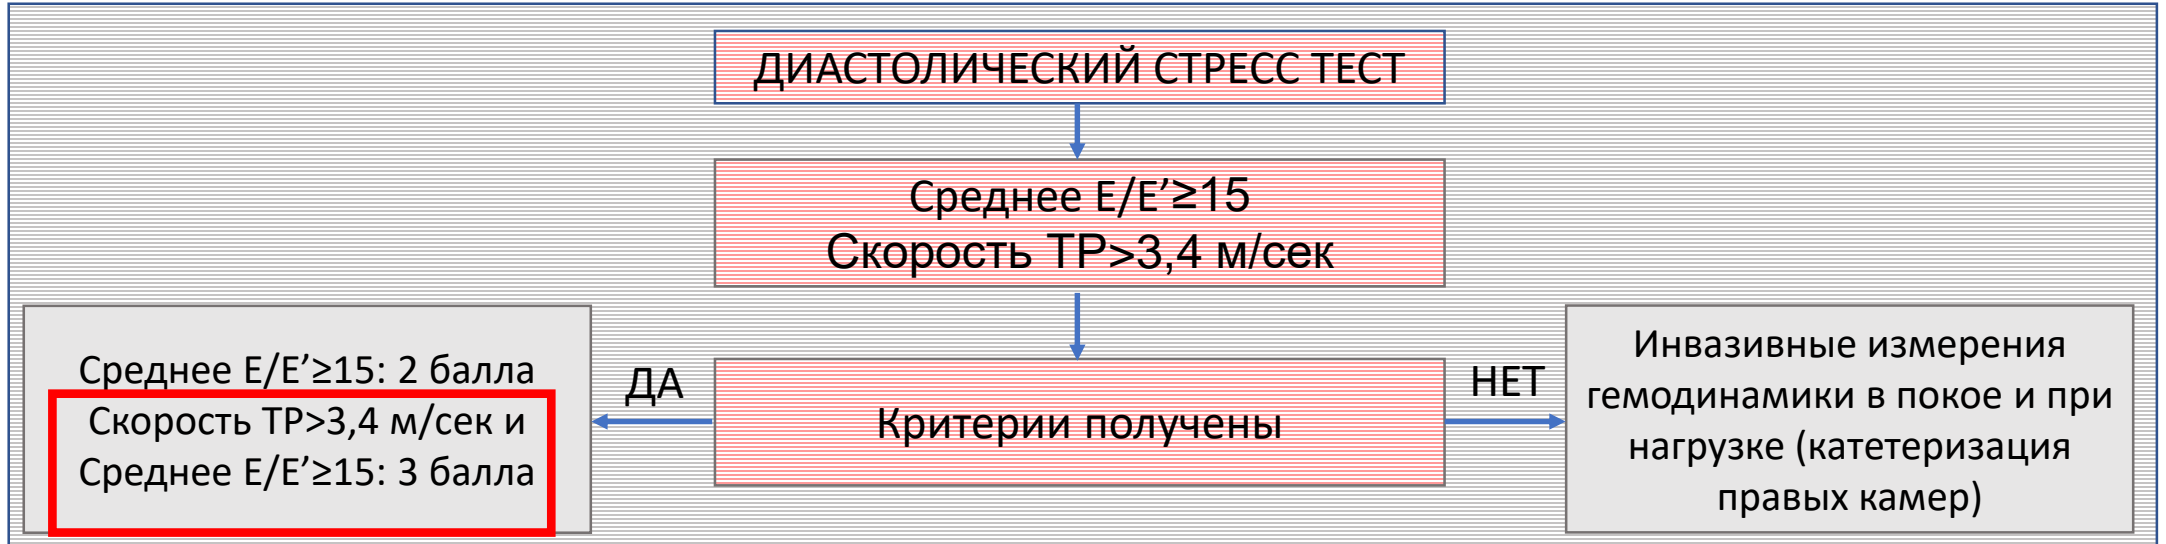 ДИАСТОЛИЧЕСКИЙ СТРЕСС ТЕСТ
Среднее E/E’≥15
Скорость ТР>3,4 м/сек
Среднее E/E’≥15: 2 балла
Скорость ТР>3,4 м/сек и
Среднее E/E’≥15: 3 балла
ДА
Критерии получены
НЕТ
Инвазивные измерения
гемодинамики в покое и при
нагрузке (катетеризация
правых камер)